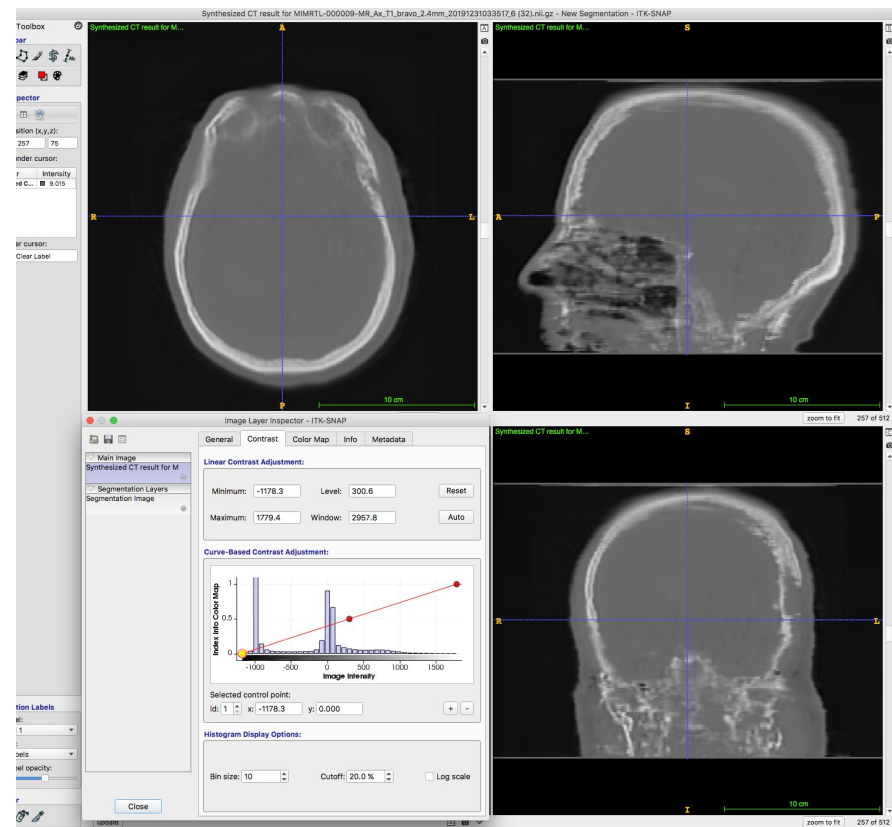 Synthesized CT result for MIMRTL-000009-MR_Ax_T1_bravo_2.4mm_20191231033517_6 (32).nii.gz - New Segmentation - ITK-SNAP
Toolbox
bar
spector
sition (x,y,z):
257 75
under cursor:
r Intensity
ed C... 9.015
er cursor:
Clear Label
tion Labels
el:
l 1
:
bels
bel opacity:
r
update
Synthesized CT result for M...
A
R
L
P
10 cm
A
Synthesized CT result for M...
S
A
P
I
10 cm
S
zoom to fit 257 of 512
Image Layer Inspector - ITK-SNAP
Main Image
Synthesized CT result for M
Segmentation Layers
Segmentation Image
Close
General Contrast Color Map Info Metadata
Linear Contrast Adjustment:
Minimum: -1178.3 Level: 300.6 Reset
Maximum: 1779.4 Window: 2957.8 Auto
Curve-Based Contrast Adjustment:
Index into Color Map
1
0.5
0
-1000 -500 0 500 1000 1500
Image Intensity
Selected control point:
Id: 1 x: -1178.3 y: 0.000 + -
Histogram Display Options:
Bin size: 10 Cutoff: 20.0 % Log scale
Synthesized CT result for M...
S
R
L
I
10 cm
C
zoom to fit 257 of 512